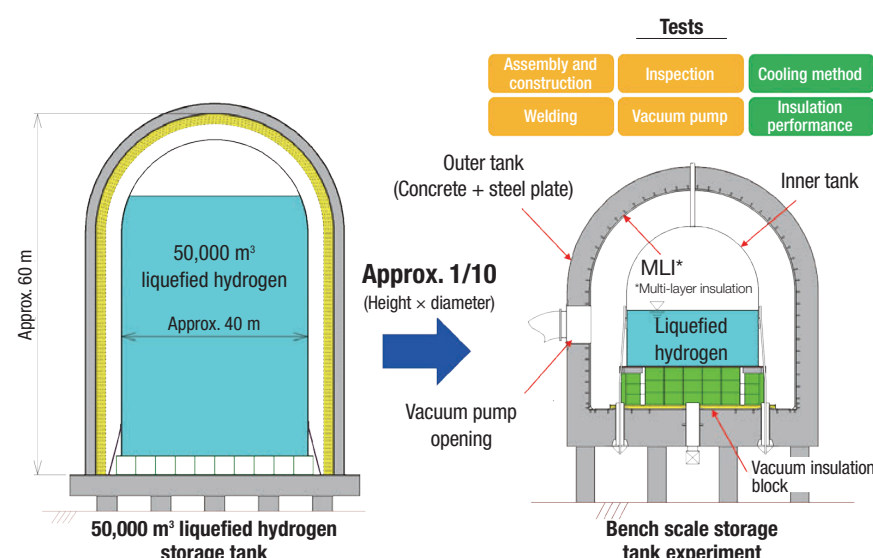 Tests
Assembly and
construction
Inspection
Cooling method
Welding
Vacuum pump
Insulation
performance
Approx. 60 m
50,000 m³
liquefied hydrogen
Approx. 40 m
50,000 m³ liquefied hydrogen
storage tank
Approx. 1/10
(Height × diameter)
Outer tank
(Concrete + steel plate)
Inner tank
MLI*
*Multi-layer insulation
Liquefied
hydrogen
Vacuum pump
opening
Vacuum insulation
block
Bench scale storage
tank experiment